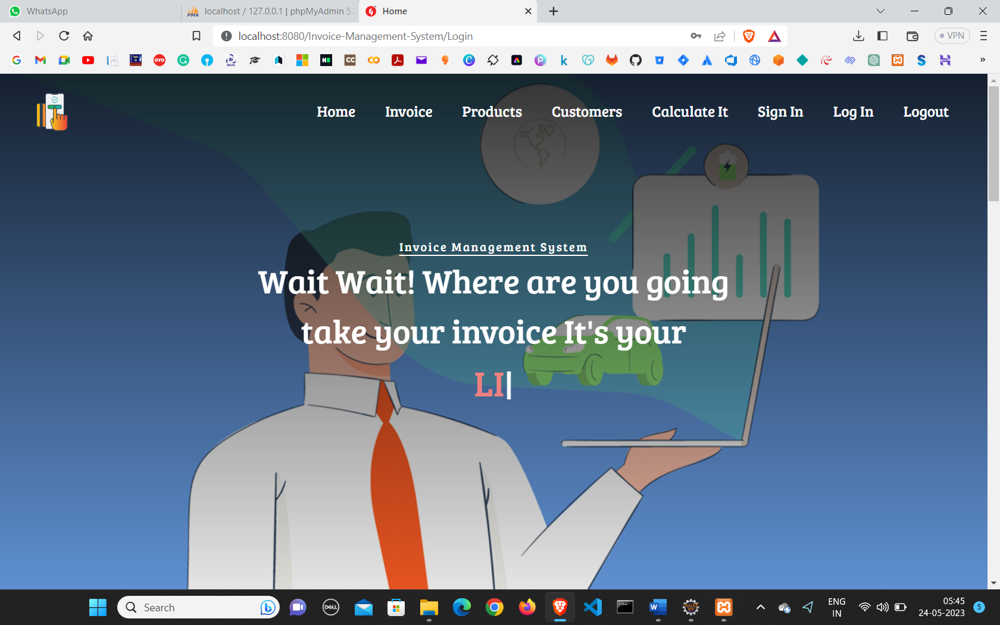 WhatsApp
localhost / 127.0.0.1 | phpMyAdmin 5.
Home
localhost:8080/Invoice-Management-System/Login
VPN
Home Invoice Products Customers Calculate It Sign In Log In Logout
Invoice Management System
Wait Wait! Where are you going
take your invoice It's your
LI|
Search
DELL
ENG
IN
05:45
24-05-2023
5